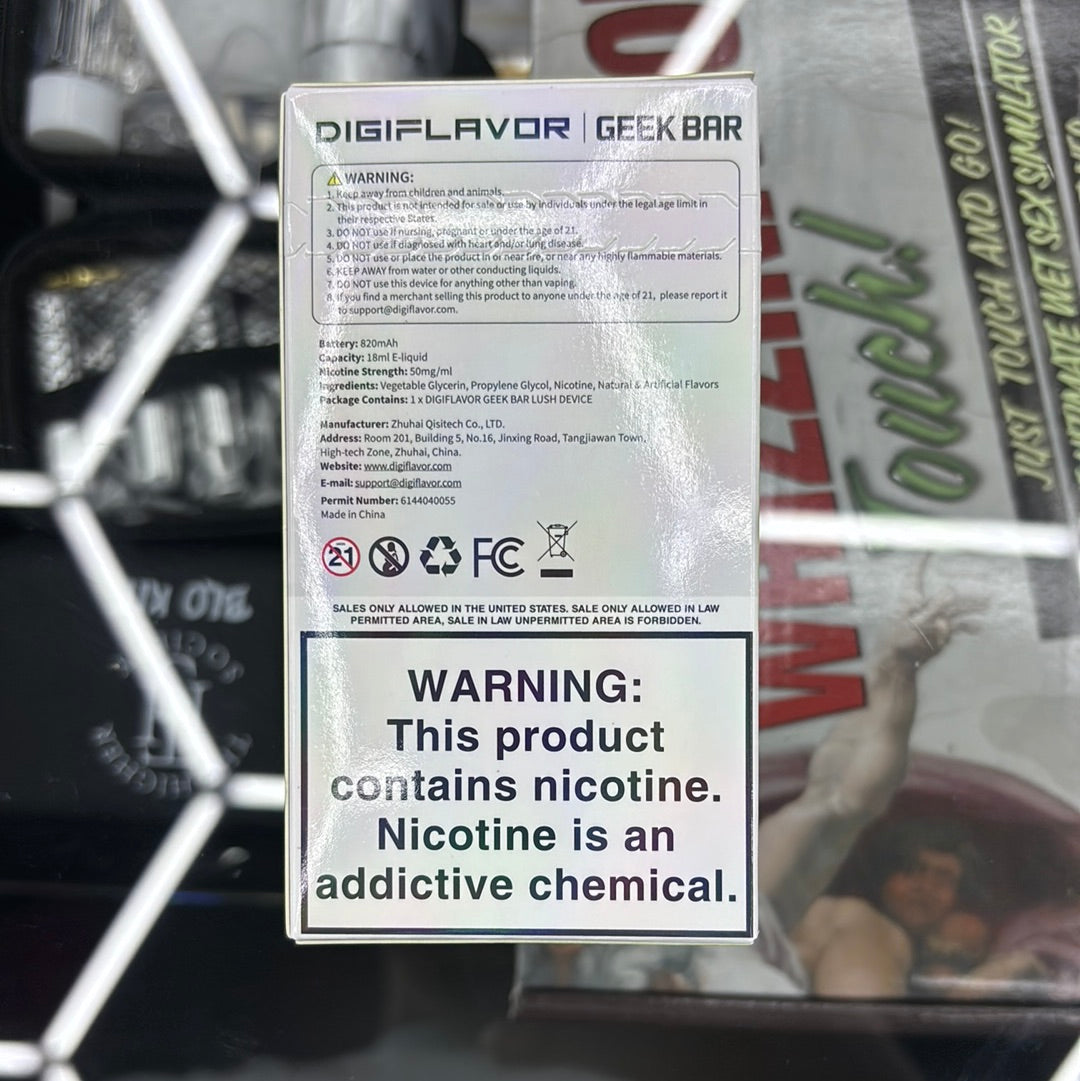 DIGIFLAVOR | GEEK BAR
WARNING:
1. Keep away from children and animals.
2. This product is not intended for sale or use by individuals under the legal age limit in
their respective States.
3. DO NOT use if nursing, pregnant or under the age of 21.
4. DO NOT use if diagnosed with heart and/or lung disease.
5. DO NOT use or place the product in or near fire, or near any highly flammable materials.
6. KEEP AWAY from water or other conducting liquids.
7. DO NOT use this device for anything other than vaping.
8. If you find a merchant selling this product to anyone under the age of 21, please report it
to support@digiflavor.com.
Battery: 820mAh
Capacity: 18ml E-liquid
Nicotine Strength: 50mg/ml
Ingredients: Vegetable Glycerin, Propylene Glycol, Nicotine, Natural & Artificial Flavors
Package Contains: 1 x DIGIFLAVOR GEEK BAR LUSH DEVICE
Manufacturer: Zhuhai Qisitech Co., LTD.
Address: Room 201, Building 5, No.16, Jinxing Road, Tangjiawan Town,
High-tech Zone, Zhuhai, China.
Website: www.digiflavor.com
E-mail: support@digiflavor.com
Permit Number: 6144040055
Made in China
21
FC
SALES ONLY ALLOWED IN THE UNITED STATES. SALE ONLY ALLOWED IN LAW
PERMITTED AREA, SALE IN LAW UNPERMITTED AREA IS FORBIDDEN.
WARNING:
This product
contains nicotine.
Nicotine is an
addictive chemical.
Touch!
JUST TOUCH AND GO!
WET SEX SIMULATOR